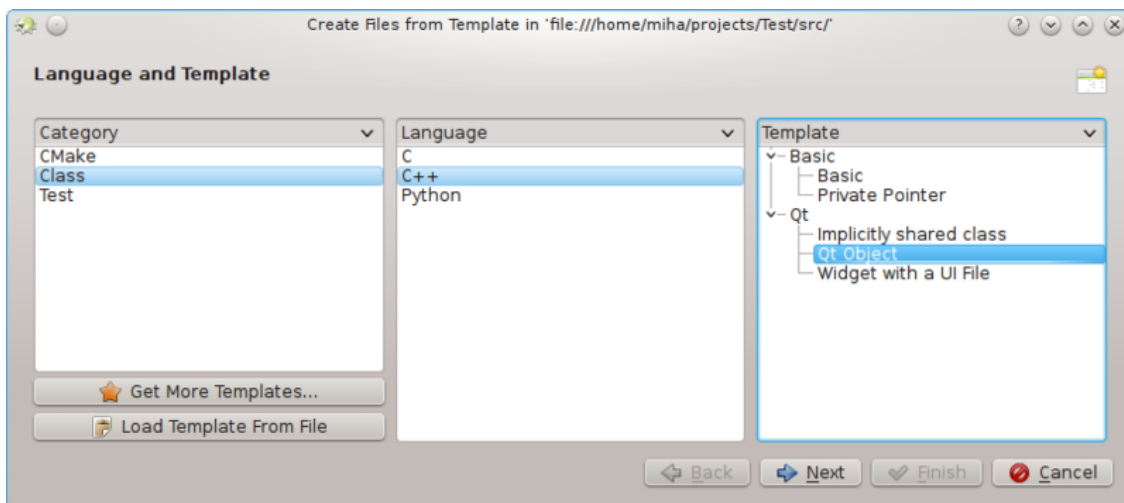 Create Files from Template in 'file:///home/miha/projects/Test/src/'
Language and Template
Category
CMake
Class
Test
Get More Templates...
Load Template From File
Language
C
C++
Python
Template
Basic
Basic
Private Pointer
Qt
Implicitly shared class
Qt Object
Widget with a UI File
Back
Next
Finish
Cancel